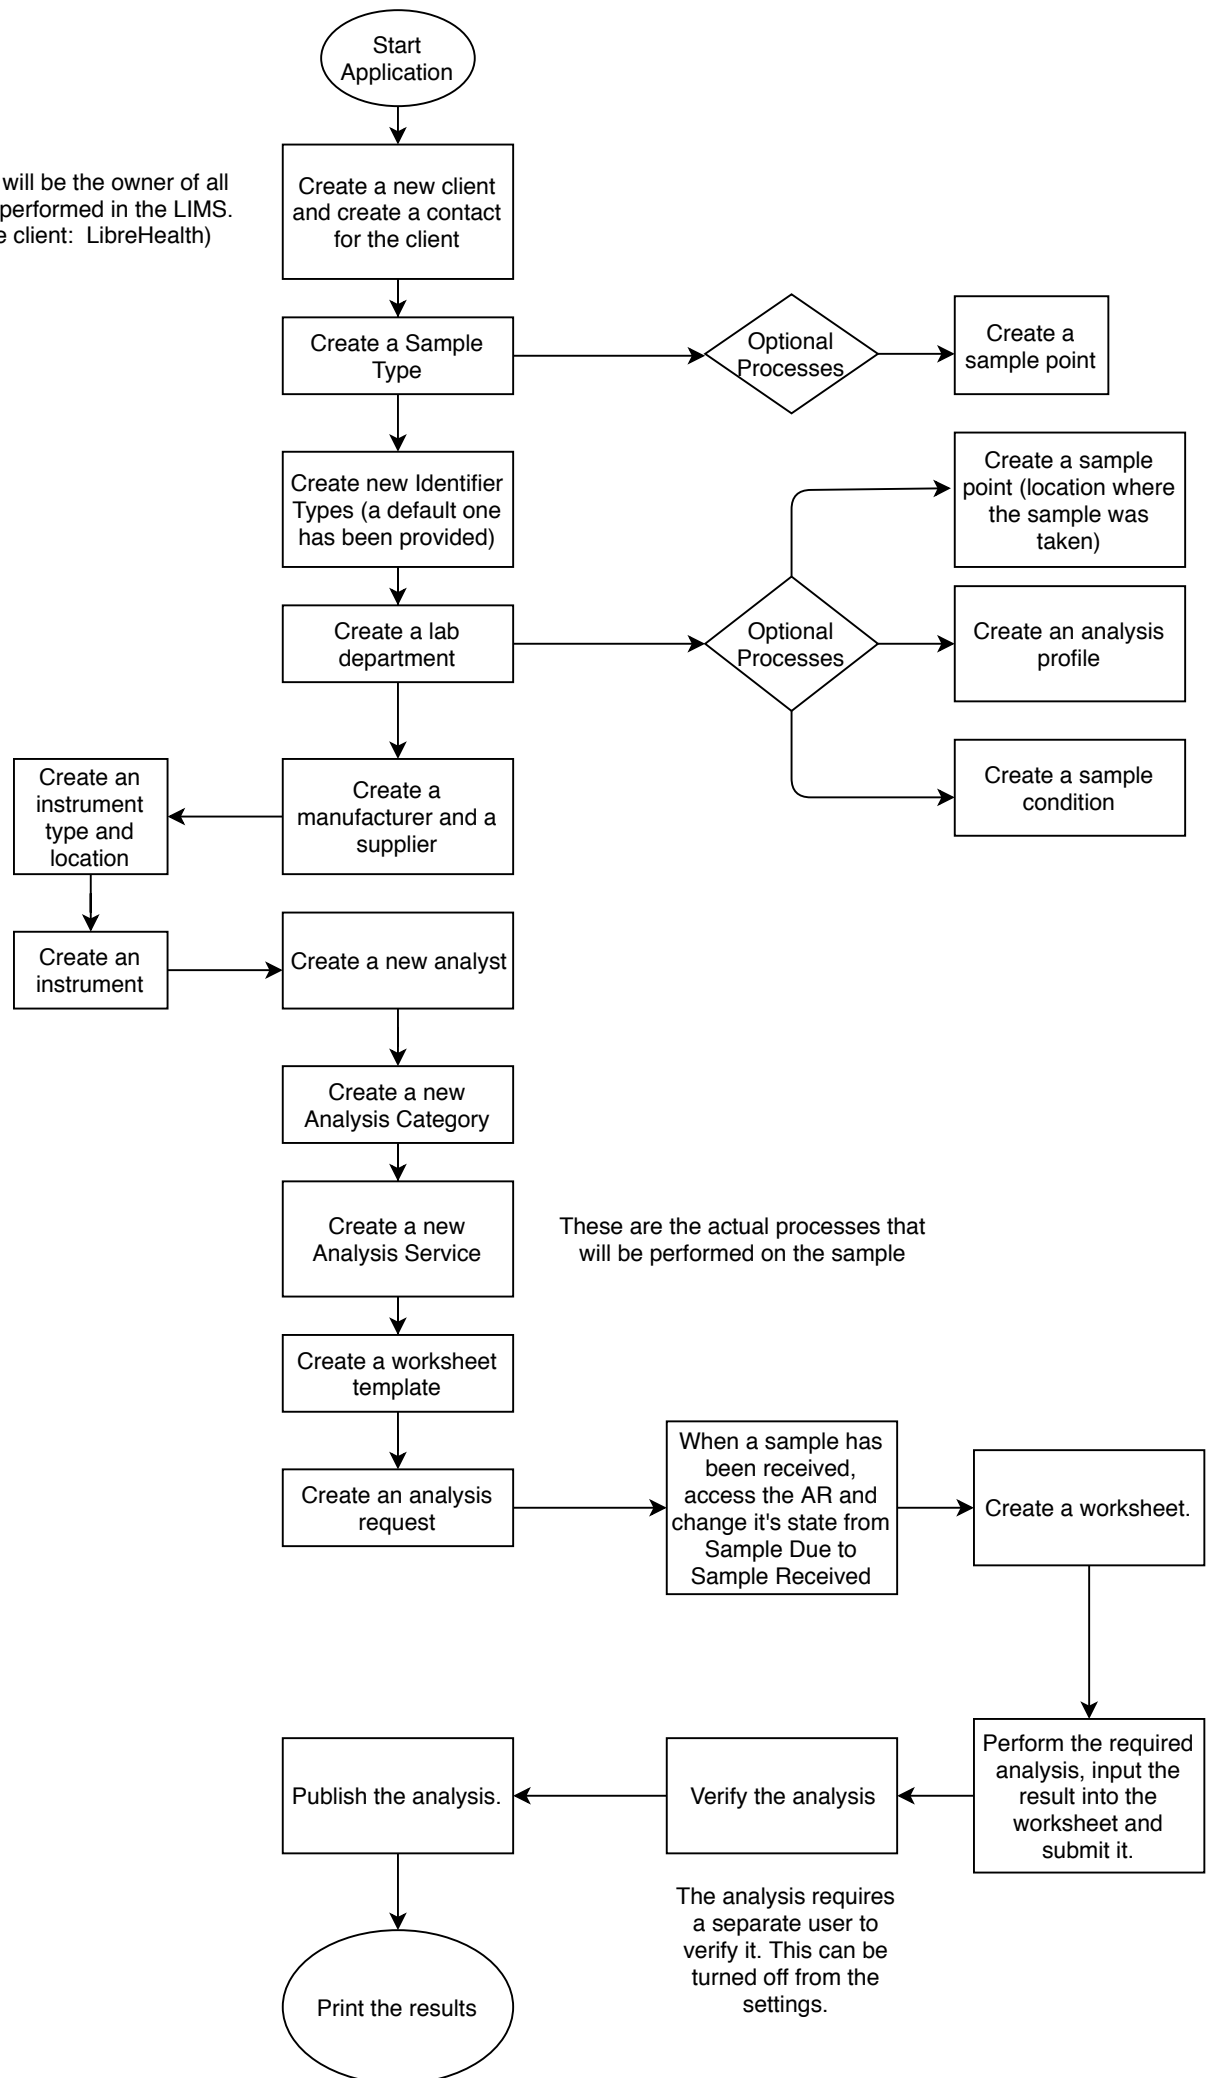 Start
Application
will be the owner of all
performed in the LIMS.
client:  LibreHealth)
Create a new client
and create a contact
for the client
Create a Sample
Type
Optional
Processes
Create a
sample point
Create new Identifier
Types (a default one
has been provided)
Create a sample
point (location where
the sample was
taken)
Create a lab
department
Optional
Processes
Create an analysis
profile
Create a sample
condition
Create an
instrument
type and
location
Create a
manufacturer and a
supplier
Create an
instrument
Create a new analyst
Create a new
Analysis Category
Create a new
Analysis Service
These are the actual processes that
will be performed on the sample
Create a worksheet
template
Create an analysis
request
When a sample has
been received,
access the AR and
change it's state from
Sample Due to
Sample Received
Create a worksheet.
Perform the required
analysis, input the
result into the
worksheet and
submit it.
Verify the analysis
Publish the analysis.
The analysis requires
a separate user to
verify it. This can be
turned off from the
settings.
Print the results